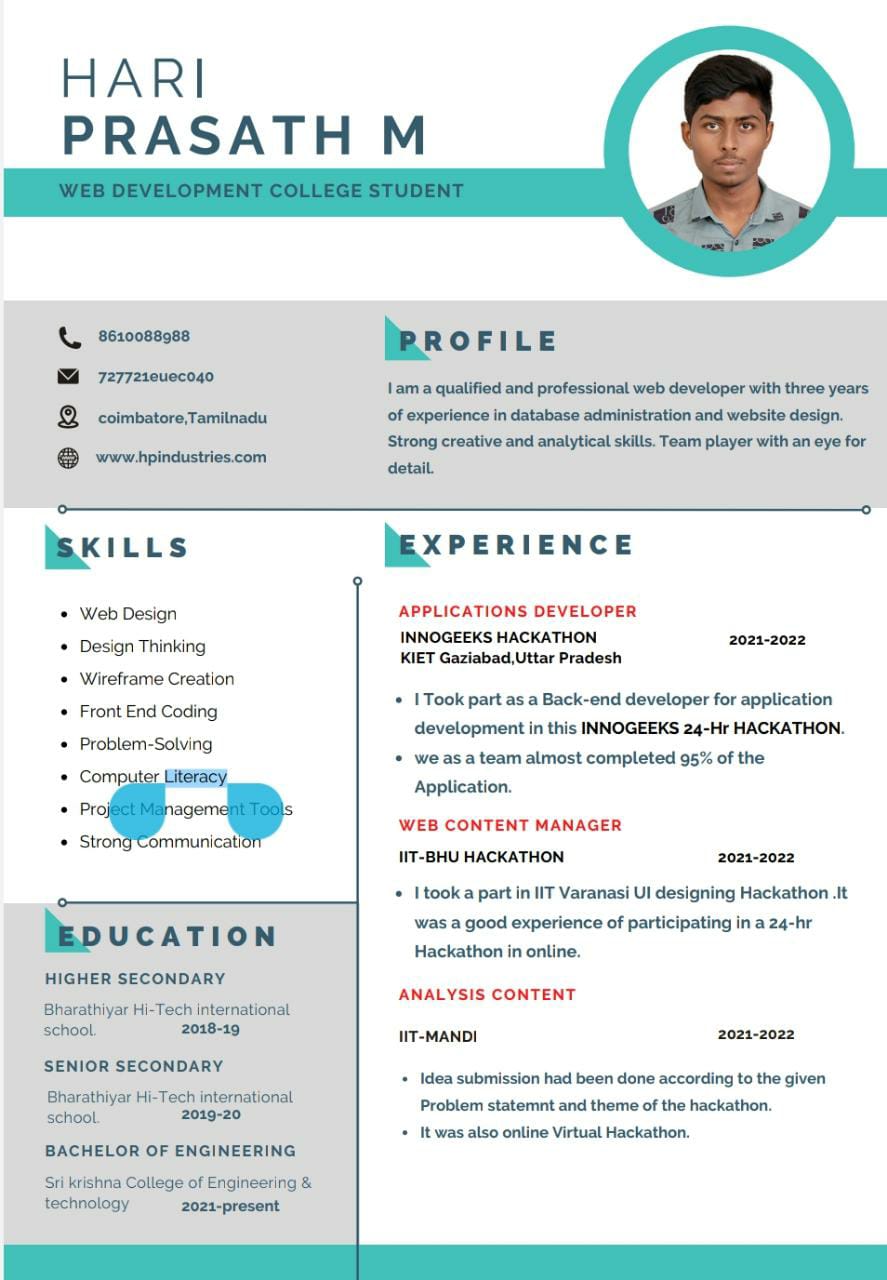 HARI
PRASATH M
WEB DEVELOPMENT COLLEGE STUDENT
8610088988
727721euec040
coimbatore,Tamilnadu
www.hpindustries.com
PROFILE
I am a qualified and professional web developer with three years
of experience in database administration and website design.
Strong creative and analytical skills. Team player with an eye for
detail.
SKILLS
Web Design
Design Thinking
Wireframe Creation
Front End Coding
Problem-Solving
Computer Literacy
Project Management Tools
Strong Communication
EDUCATION
HIGHER SECONDARY
Bharathiyar Hi-Tech international
school.
2018-19
SENIOR SECONDARY
Bharathiyar Hi-Tech international
school.
2019-20
BACHELOR OF ENGINEERING
Sri krishna College of Engineering &
technology
2021-present
EXPERIENCE
APPLICATIONS DEVELOPER
INNOGEEKS HACKATHON
KIET Gaziabad,Uttar Pradesh
2021-2022
I Took part as a Back-end developer for application
development in this INNOGEEKS 24-Hr HACKATHON.
we as a team almost completed 95% of the
Application.
WEB CONTENT MANAGER
IIT-BHU HACKATHON
2021-2022
I took a part in IIT Varanasi UI designing Hackathon .It
was a good experience of participating in a 24-hr
Hackathon in online.
ANALYSIS CONTENT
IIT-MANDI
2021-2022
Idea submission had been done according to the given
Problem statemnt and theme of the hackathon.
It was also online Virtual Hackathon.